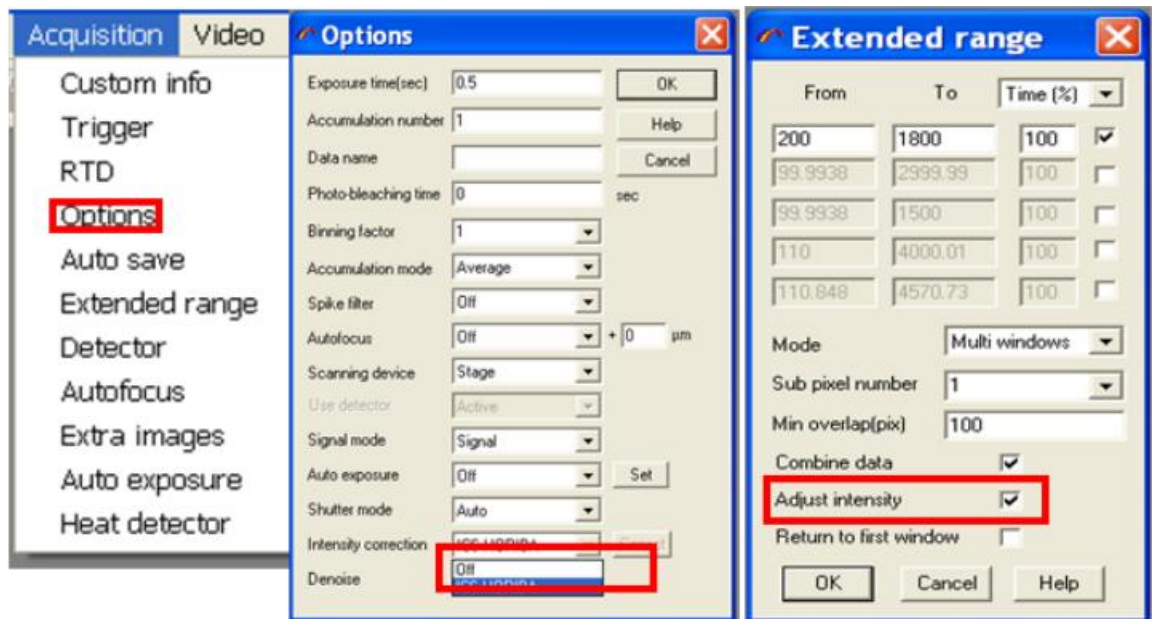 Acquisition Video
Custom info
Trigger
RTD
Options
Auto save
Extended range
Detector
Autofocus
Extra images
Auto exposure
Heat detector
Options
Exposure time(sec) 0.5 OK
Accumulation number 1 Help
Data name Cancel
Photo-bleaching time 0 sec
Binning factor 1
Accumulation mode Average
Spike filter Off
Autofocus Off + 0 µm
Scanning device Stage
Use detector Active
Signal mode Signal
Auto exposure Off Set
Shutter mode Auto
Intensity correction
Off
Denoise
Extended range
From To Time (%)
200 1800 100
99.9938 2999.99 100
99.9938 1500 100
110 4000.01 100
110.848 4570.73 100
Mode Multi windows
Sub pixel number 1
Min overlap(pix) 100
Combine data
Adjust intensity
Return to first window
OK Cancel Help